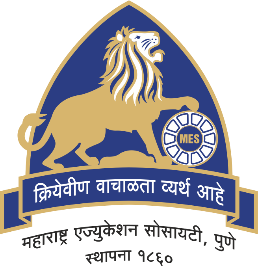 MES
क्रियेवीण वाचाळता व्यर्थ आहे
महाराष्ट्र एज्युकेशन सोसायटी, पुणे
स्थापना १८६०